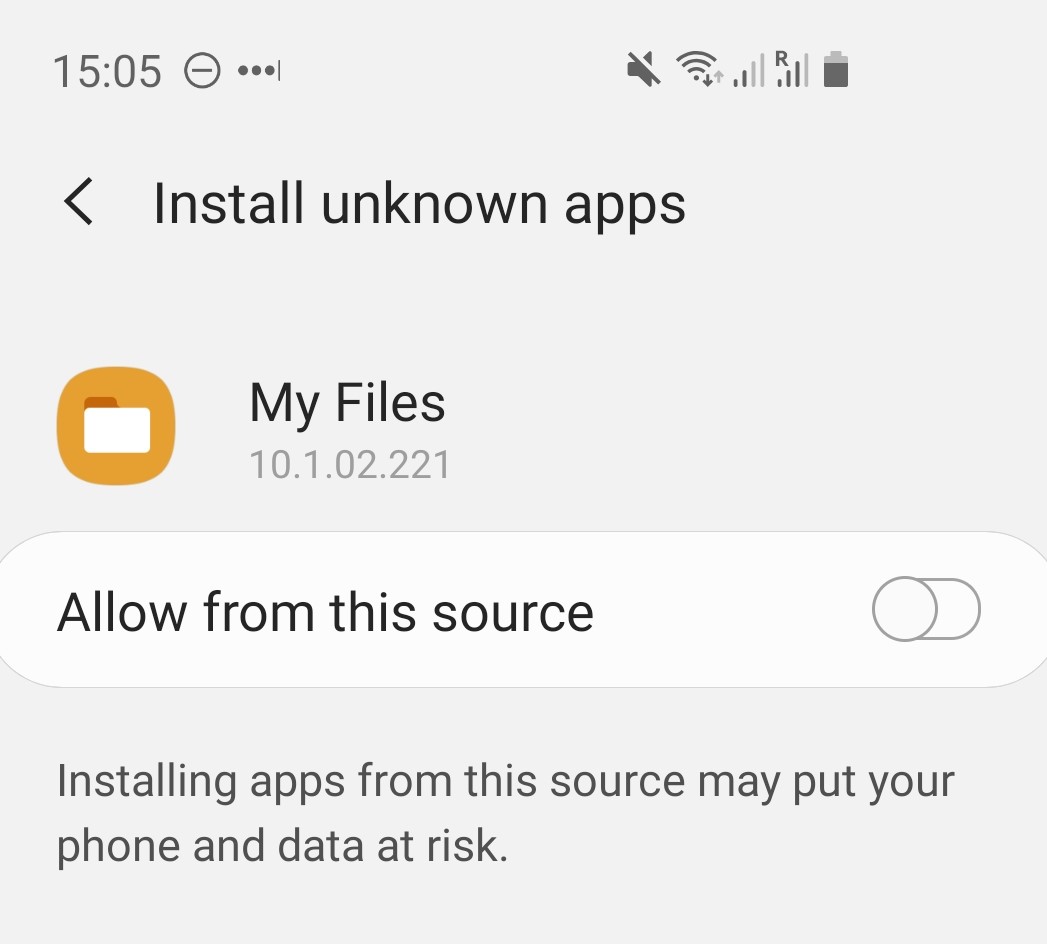 15:05
R
Install unknown apps
My Files
10.1.02.221
Allow from this source
Installing apps from this source may put your
phone and data at risk.